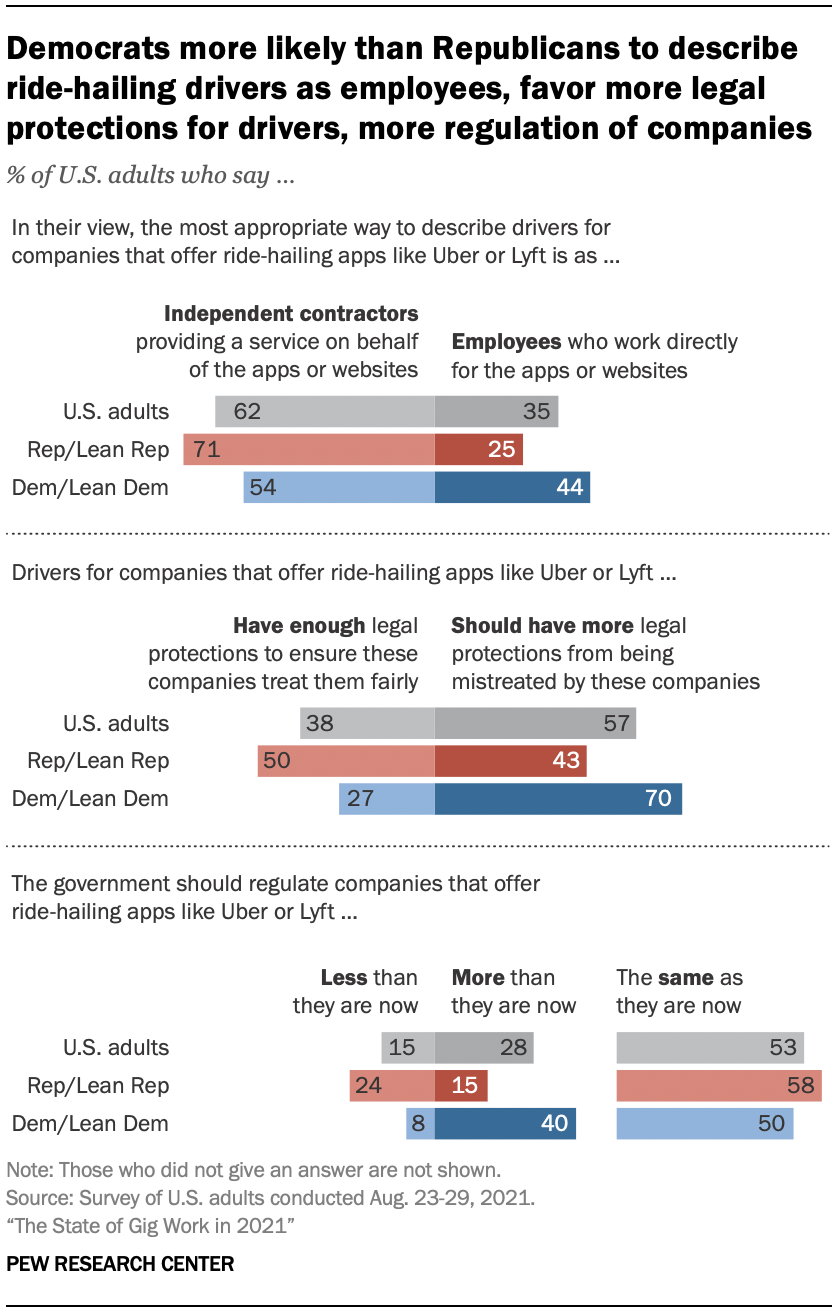 Democrats more likely than Republicans to describe
ride-hailing drivers as employees, favor more legal
protections for drivers, more regulation of companies
% of U.S. adults who say ...
In their view, the most appropriate way to describe drivers for
companies that offer ride-hailing apps like Uber or Lyft is as ...
Independent contractors
providing a service on behalf
of the apps or websites
Employees who work directly
for the apps or websites
U.S. adults 62 35
Rep/Lean Rep 71 25
Dem/Lean Dem 54 44
Drivers for companies that offer ride-hailing apps like Uber or Lyft ...
Have enough legal
protections to ensure these
companies treat them fairly
Should have more legal
protections from being
mistreated by these companies
U.S. adults 38 57
Rep/Lean Rep 50 43
Dem/Lean Dem 27 70
The government should regulate companies that offer
ride-hailing apps like Uber or Lyft ...
Less than
they are now
More than
they are now
The same as
they are now
U.S. adults 15 28 53
Rep/Lean Rep 24 15 58
Dem/Lean Dem 8 40 50
Note: Those who did not give an answer are not shown.
Source: Survey of U.S. adults conducted Aug. 23-29, 2021.
“The State of Gig Work in 2021”
PEW RESEARCH CENTER